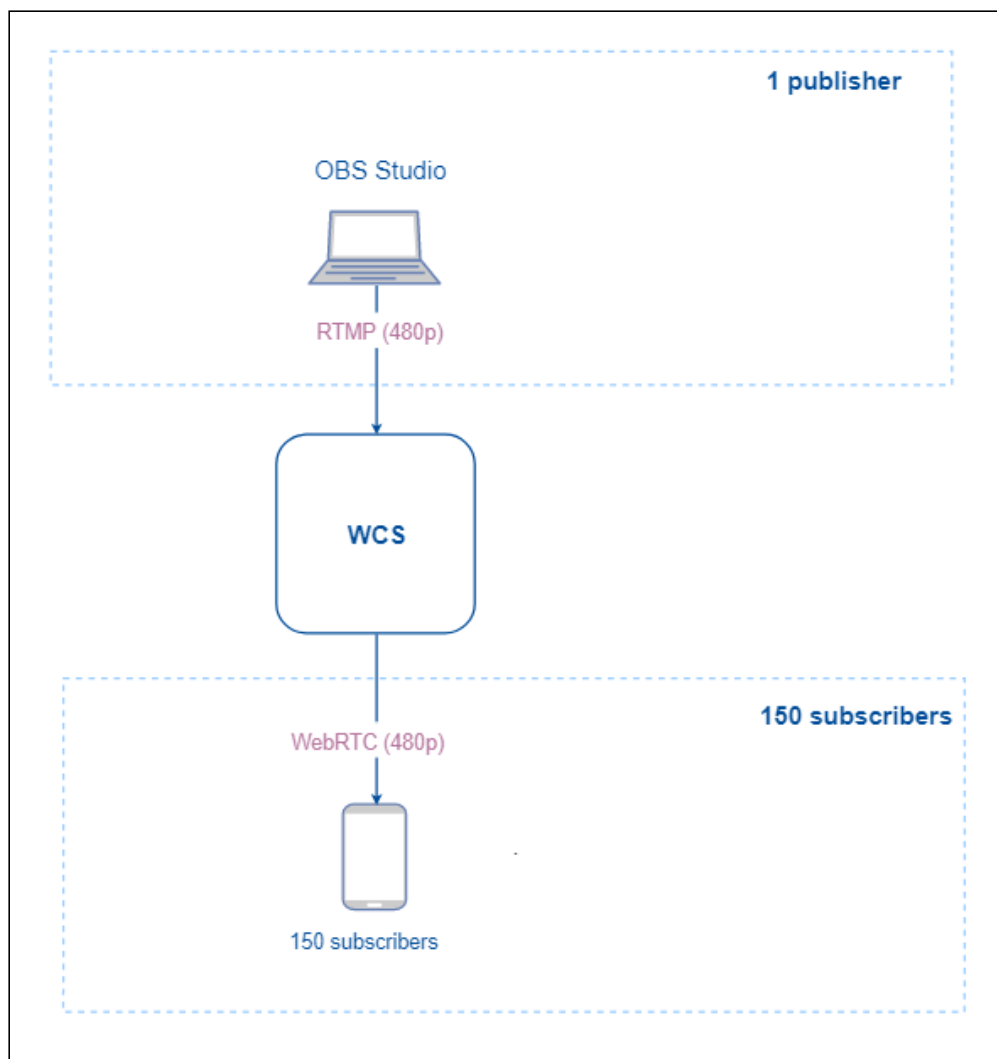 1 publisher
OBS Studio
RTMP (480p)
WCS
150 subscribers
WebRTC (480p)
150 subscribers